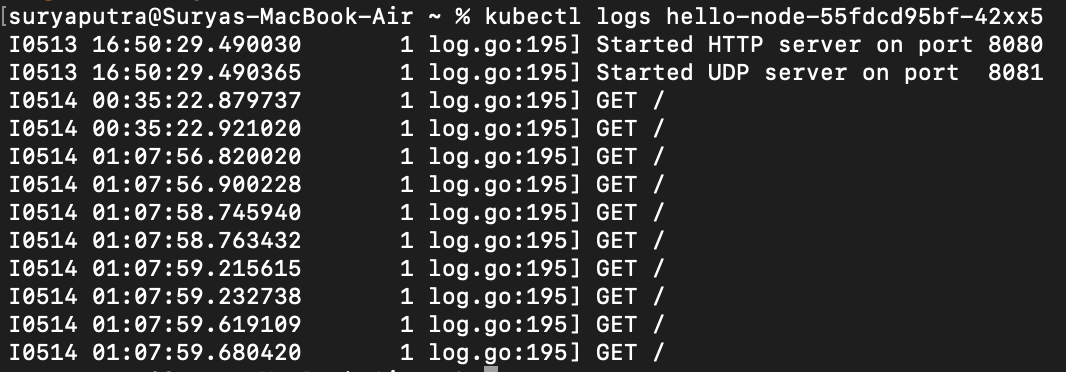 [suryaputra@Suryas-MacBook-Air ~ % kubectl logs hello-node-55fdcd95bf-42xx5
I0513 16:50:29.490030       1 log.go:195] Started HTTP server on port 8080
I0513 16:50:29.490365       1 log.go:195] Started UDP server on port  8081
I0514 00:35:22.879737       1 log.go:195] GET /
I0514 00:35:22.921020       1 log.go:195] GET /
I0514 01:07:56.820020       1 log.go:195] GET /
I0514 01:07:56.900228       1 log.go:195] GET /
I0514 01:07:58.745940       1 log.go:195] GET /
I0514 01:07:58.763432       1 log.go:195] GET /
I0514 01:07:59.215615       1 log.go:195] GET /
I0514 01:07:59.232738       1 log.go:195] GET /
I0514 01:07:59.619109       1 log.go:195] GET /
I0514 01:07:59.680420       1 log.go:195] GET /